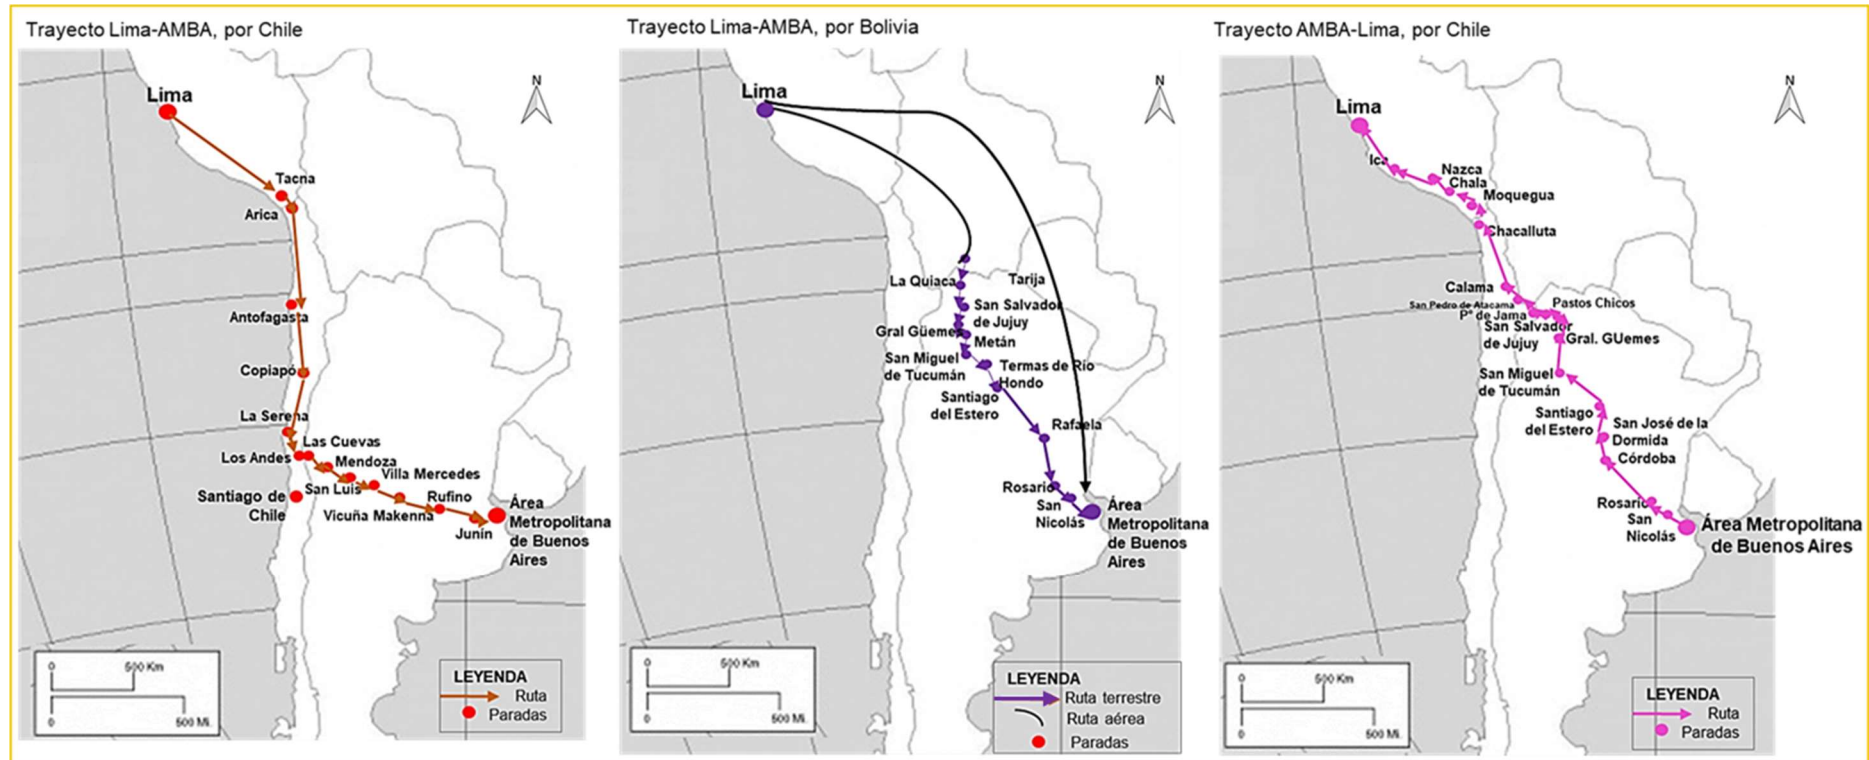 Trayecto Lima-AMBA, por Chile
N
Lima
Tacna
Arica
Antofagasta
Copiapó
La Serena
Las Cuevas
Los Andes
Mendoza
Villa Mercedes
San Luis
Santiago de
Chile
Rufino
Vicuña Makenna
Junín
Área
Metropolitana
de Buenos
Aires
0
500 Km
0
500 Mi.
LEYENDA
Ruta
Paradas
Trayecto Lima-AMBA, por Bolivia
N
Lima
La Quiaca
Tarija
San Salvador
de Jujuy
Gral Güemes
Metán
San Miguel
de Tucumán
Termas de Río
Hondo
Santiago
del Estero
Rafaela
Rosario
San
Nicolás
Área
Metropolitana
de Buenos
Aires
0
500 Km
0
500 Mi.
LEYENDA
Ruta terrestre
Ruta aérea
Paradas
Trayecto AMBA-Lima, por Chile
N
Lima
Ica
Nazca
Chala
Moquegua
Chacalluta
Calama
San Pedro de Atacama
Pº de Jama
Pastos Chicos
San Salvador
de Jujuy
Gral. GUemes
San Miguel
de Tucumán
Santiago
del Estero
San José de la
Dormida
Córdoba
Rosario
San
Nicolás
Área Metropolitana
de Buenos Aires
0
500 Km
0
500 Mi.
LEYENDA
Ruta
Paradas